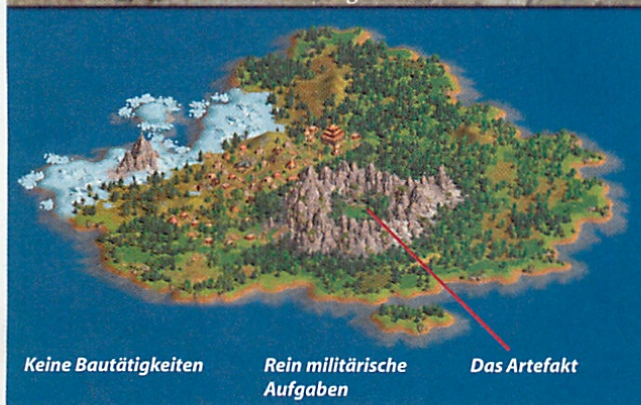 Keine Bautätigkeiten
Rein militärische
Aufgaben
Das Artefakt